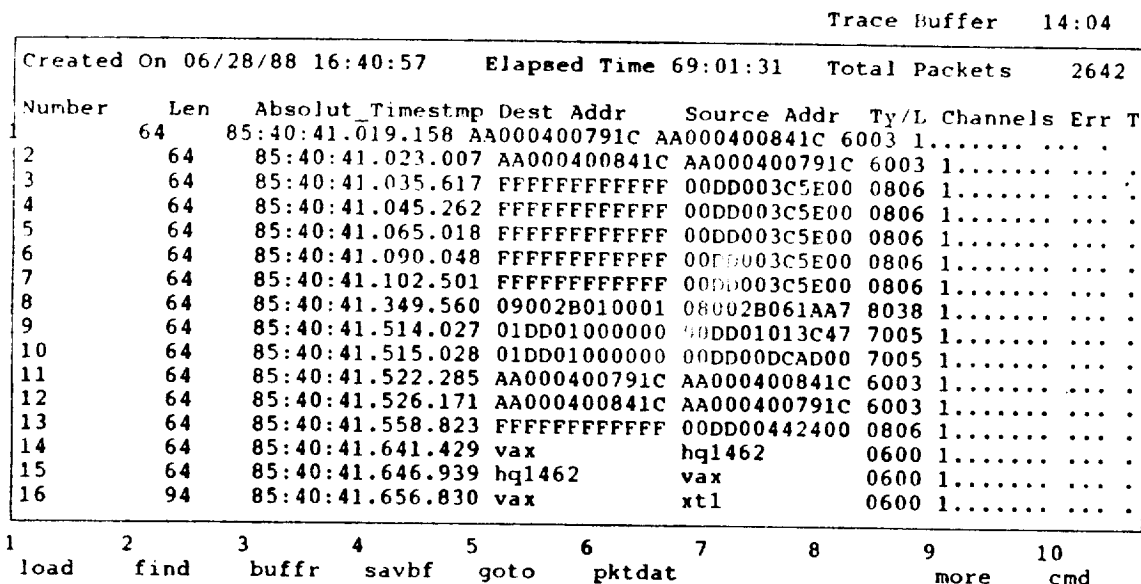 Trace Buffer 14:04
Created On 06/28/88 16:40:57 Elapsed Time 69:01:31 Total Packets 2642
Number Len Absolut_Timestmp Dest Addr Source Addr Ty/L Channels Err T
1 64 85:40:41.019.158 AA000400791C AA000400841C 6003 1....... ... .
2 64 85:40:41.023.007 AA000400841C AA000400791C 6003 1....... ... .
3 64 85:40:41.035.617 FFFFFFFFFFFF 00DD003C5E00 0806 1....... ... .
4 64 85:40:41.045.262 FFFFFFFFFFFF 00DD003C5E00 0806 1....... ... .
5 64 85:40:41.065.018 FFFFFFFFFFFF 00DD003C5E00 0806 1....... ... .
6 64 85:40:41.090.048 FFFFFFFFFFFF 00DD003C5E00 0806 1....... ... .
7 64 85:40:41.102.501 FFFFFFFFFFFF 00DD003C5E00 0806 1....... ... .
8 64 85:40:41.349.560 09002B010001 08002B061AA7 8038 1....... ... .
9 64 85:40:41.514.027 01DD01000000 00DD01013C47 7005 1....... ... .
10 64 85:40:41.515.028 01DD01000000 00DD00DCAD00 7005 1....... ... .
11 64 85:40:41.522.285 AA000400791C AA000400841C 6003 1....... ... .
12 64 85:40:41.526.171 AA000400841C AA000400791C 6003 1....... ... .
13 64 85:40:41.558.823 FFFFFFFFFFFF 00DD00442400 0806 1....... ... .
14 64 85:40:41.641.429 vax hq1462 0600 1....... ... .
15 64 85:40:41.646.939 hq1462 vax 0600 1....... ... .
16 94 85:40:41.656.830 vax xt1 0600 1....... ... .
1 2 3 4 5 6 7 8 9 10
load find buffr savbf goto pktdat more cmd